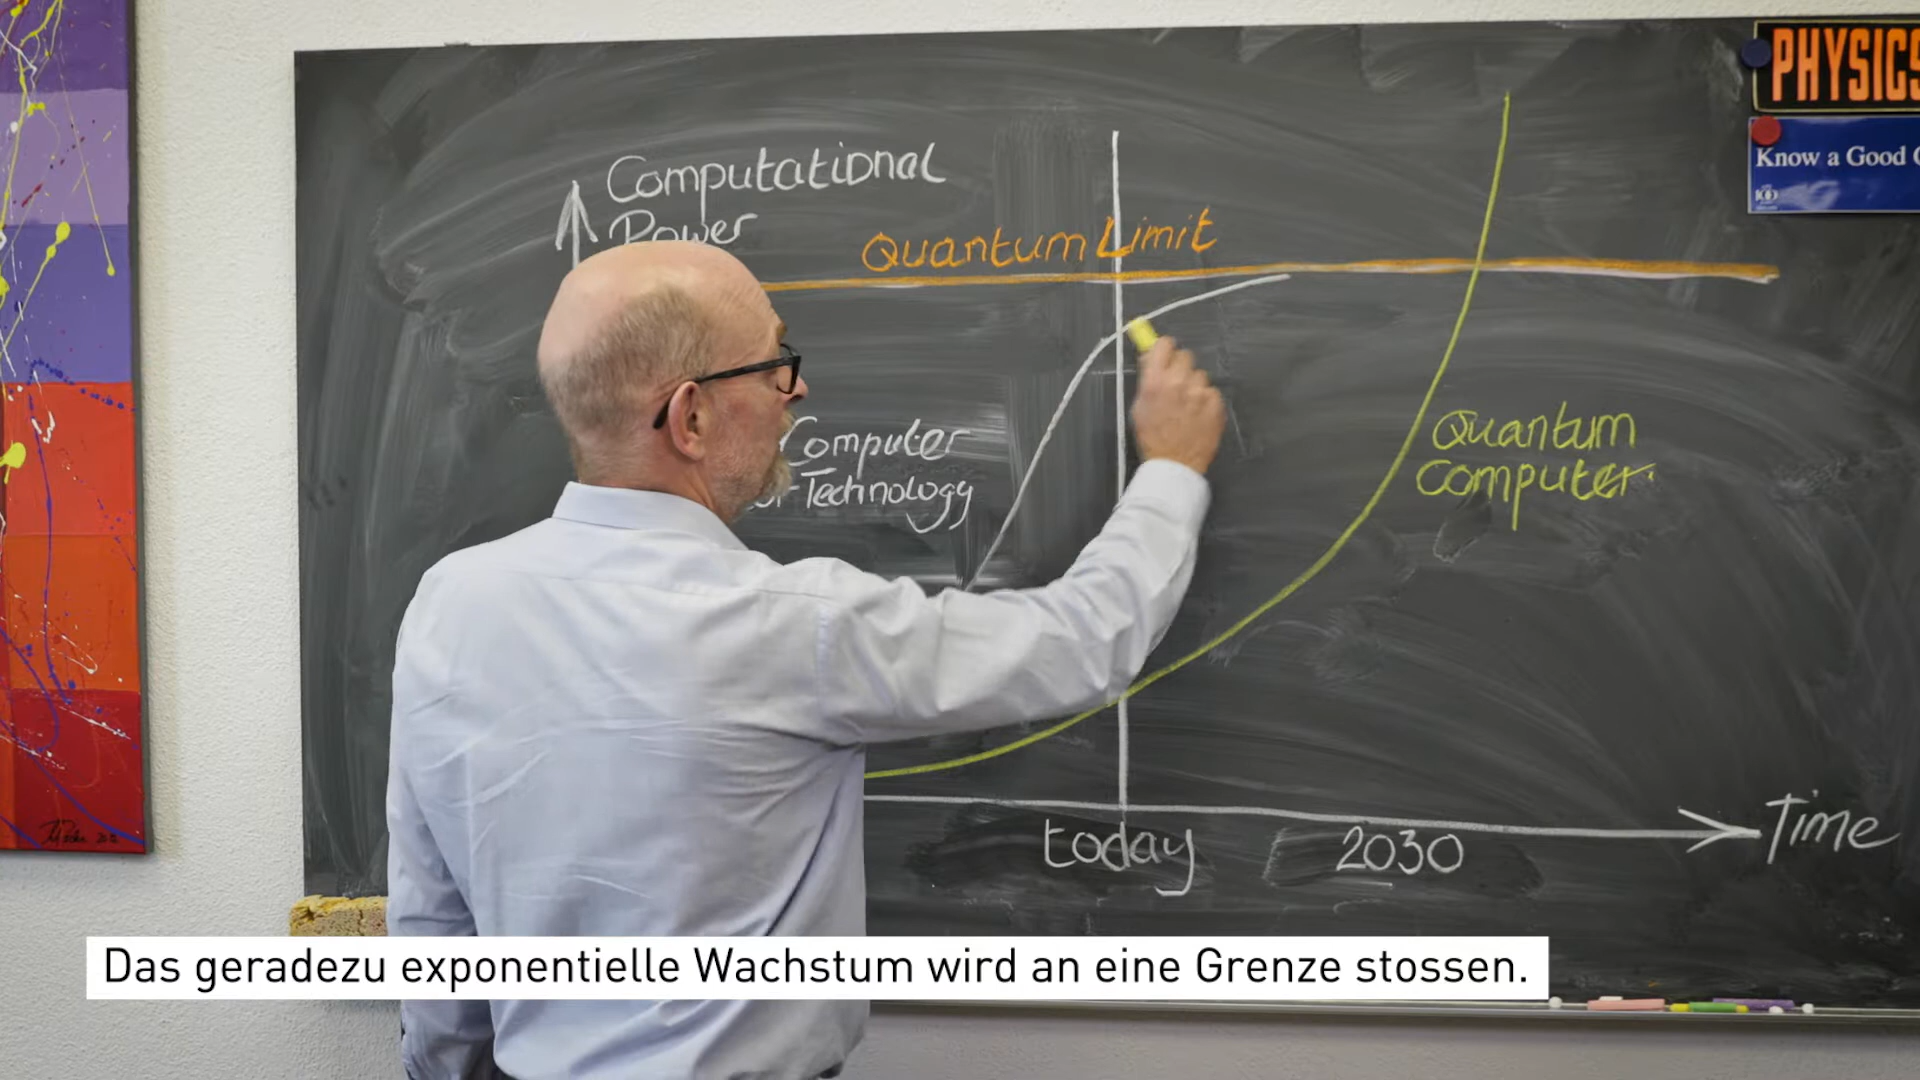 Computational
Power
Quantum Limit
Computer
Technology
Quantum
Computer
today
2030
Time
PHYSICS
Know a Good
100
Das geradezu exponentielle Wachstum wird an eine Grenze stossen.